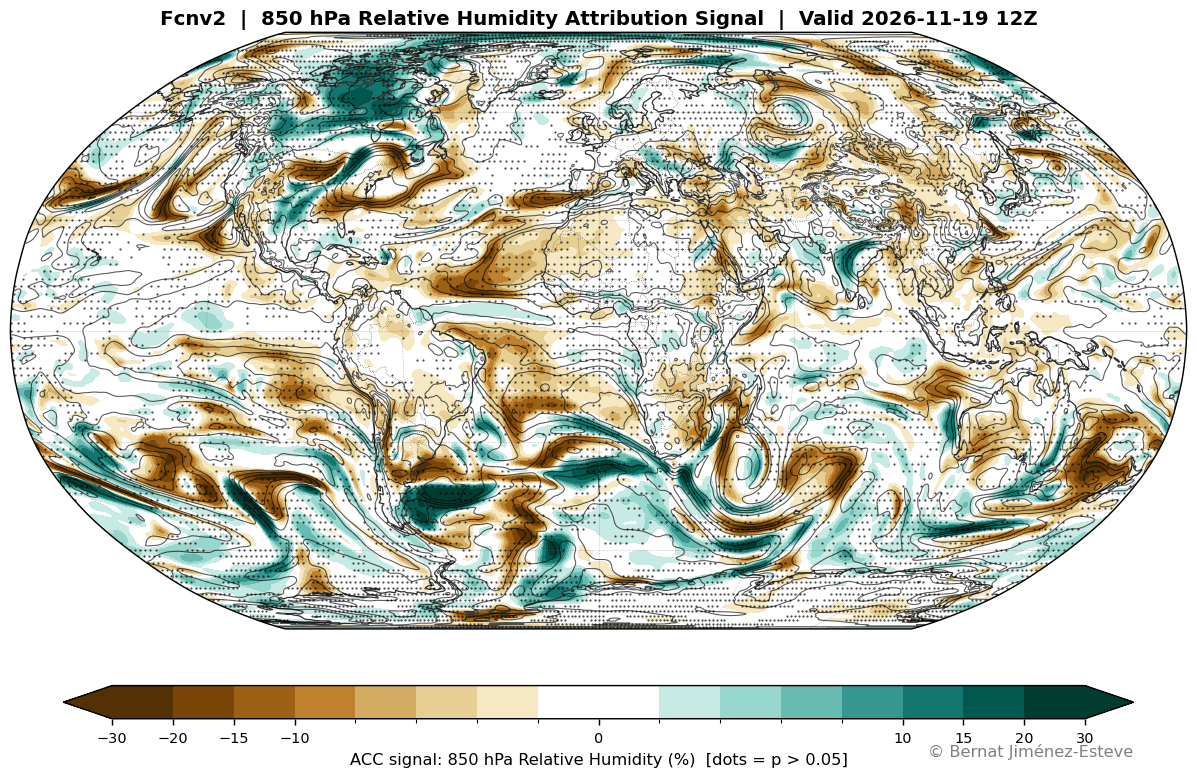 Fcnv2 | 850 hPa Relative Humidity Attribution Signal | Valid 2026-11-19 12Z
−30 −20 −15 −10 0 10 15 20 30
ACC signal: 850 hPa Relative Humidity (%) [dots = p > 0.05]
© Bernat Jiménez-Esteve